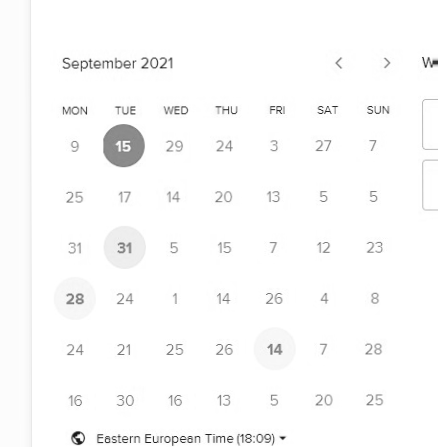 September 2021
MON TUE WED THU FRI SAT SUN
9 15 29 24 3 27 7
25 17 14 20 13 5 5
31 31 5 15 7 12 23
28 24 1 14 26 4 8
24 21 25 26 14 7 28
16 30 16 13 5 20 25
Eastern European Time (18:09)